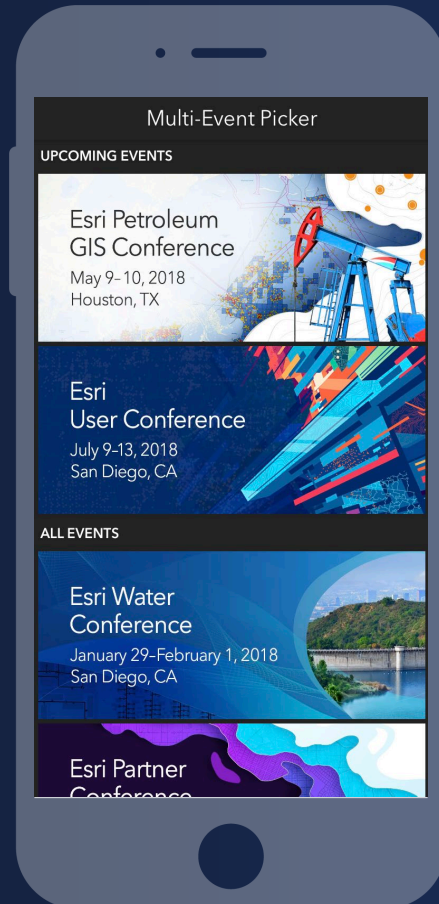 Multi-Event Picker
UPCOMING EVENTS
Esri Petroleum
GIS Conference
May 9–10, 2018
Houston, TX
Esri
User Conference
July 9–13, 2018
San Diego, CA
ALL EVENTS
Esri Water
Conference
January 29–February 1, 2018
San Diego, CA
Esri Partner
Conference